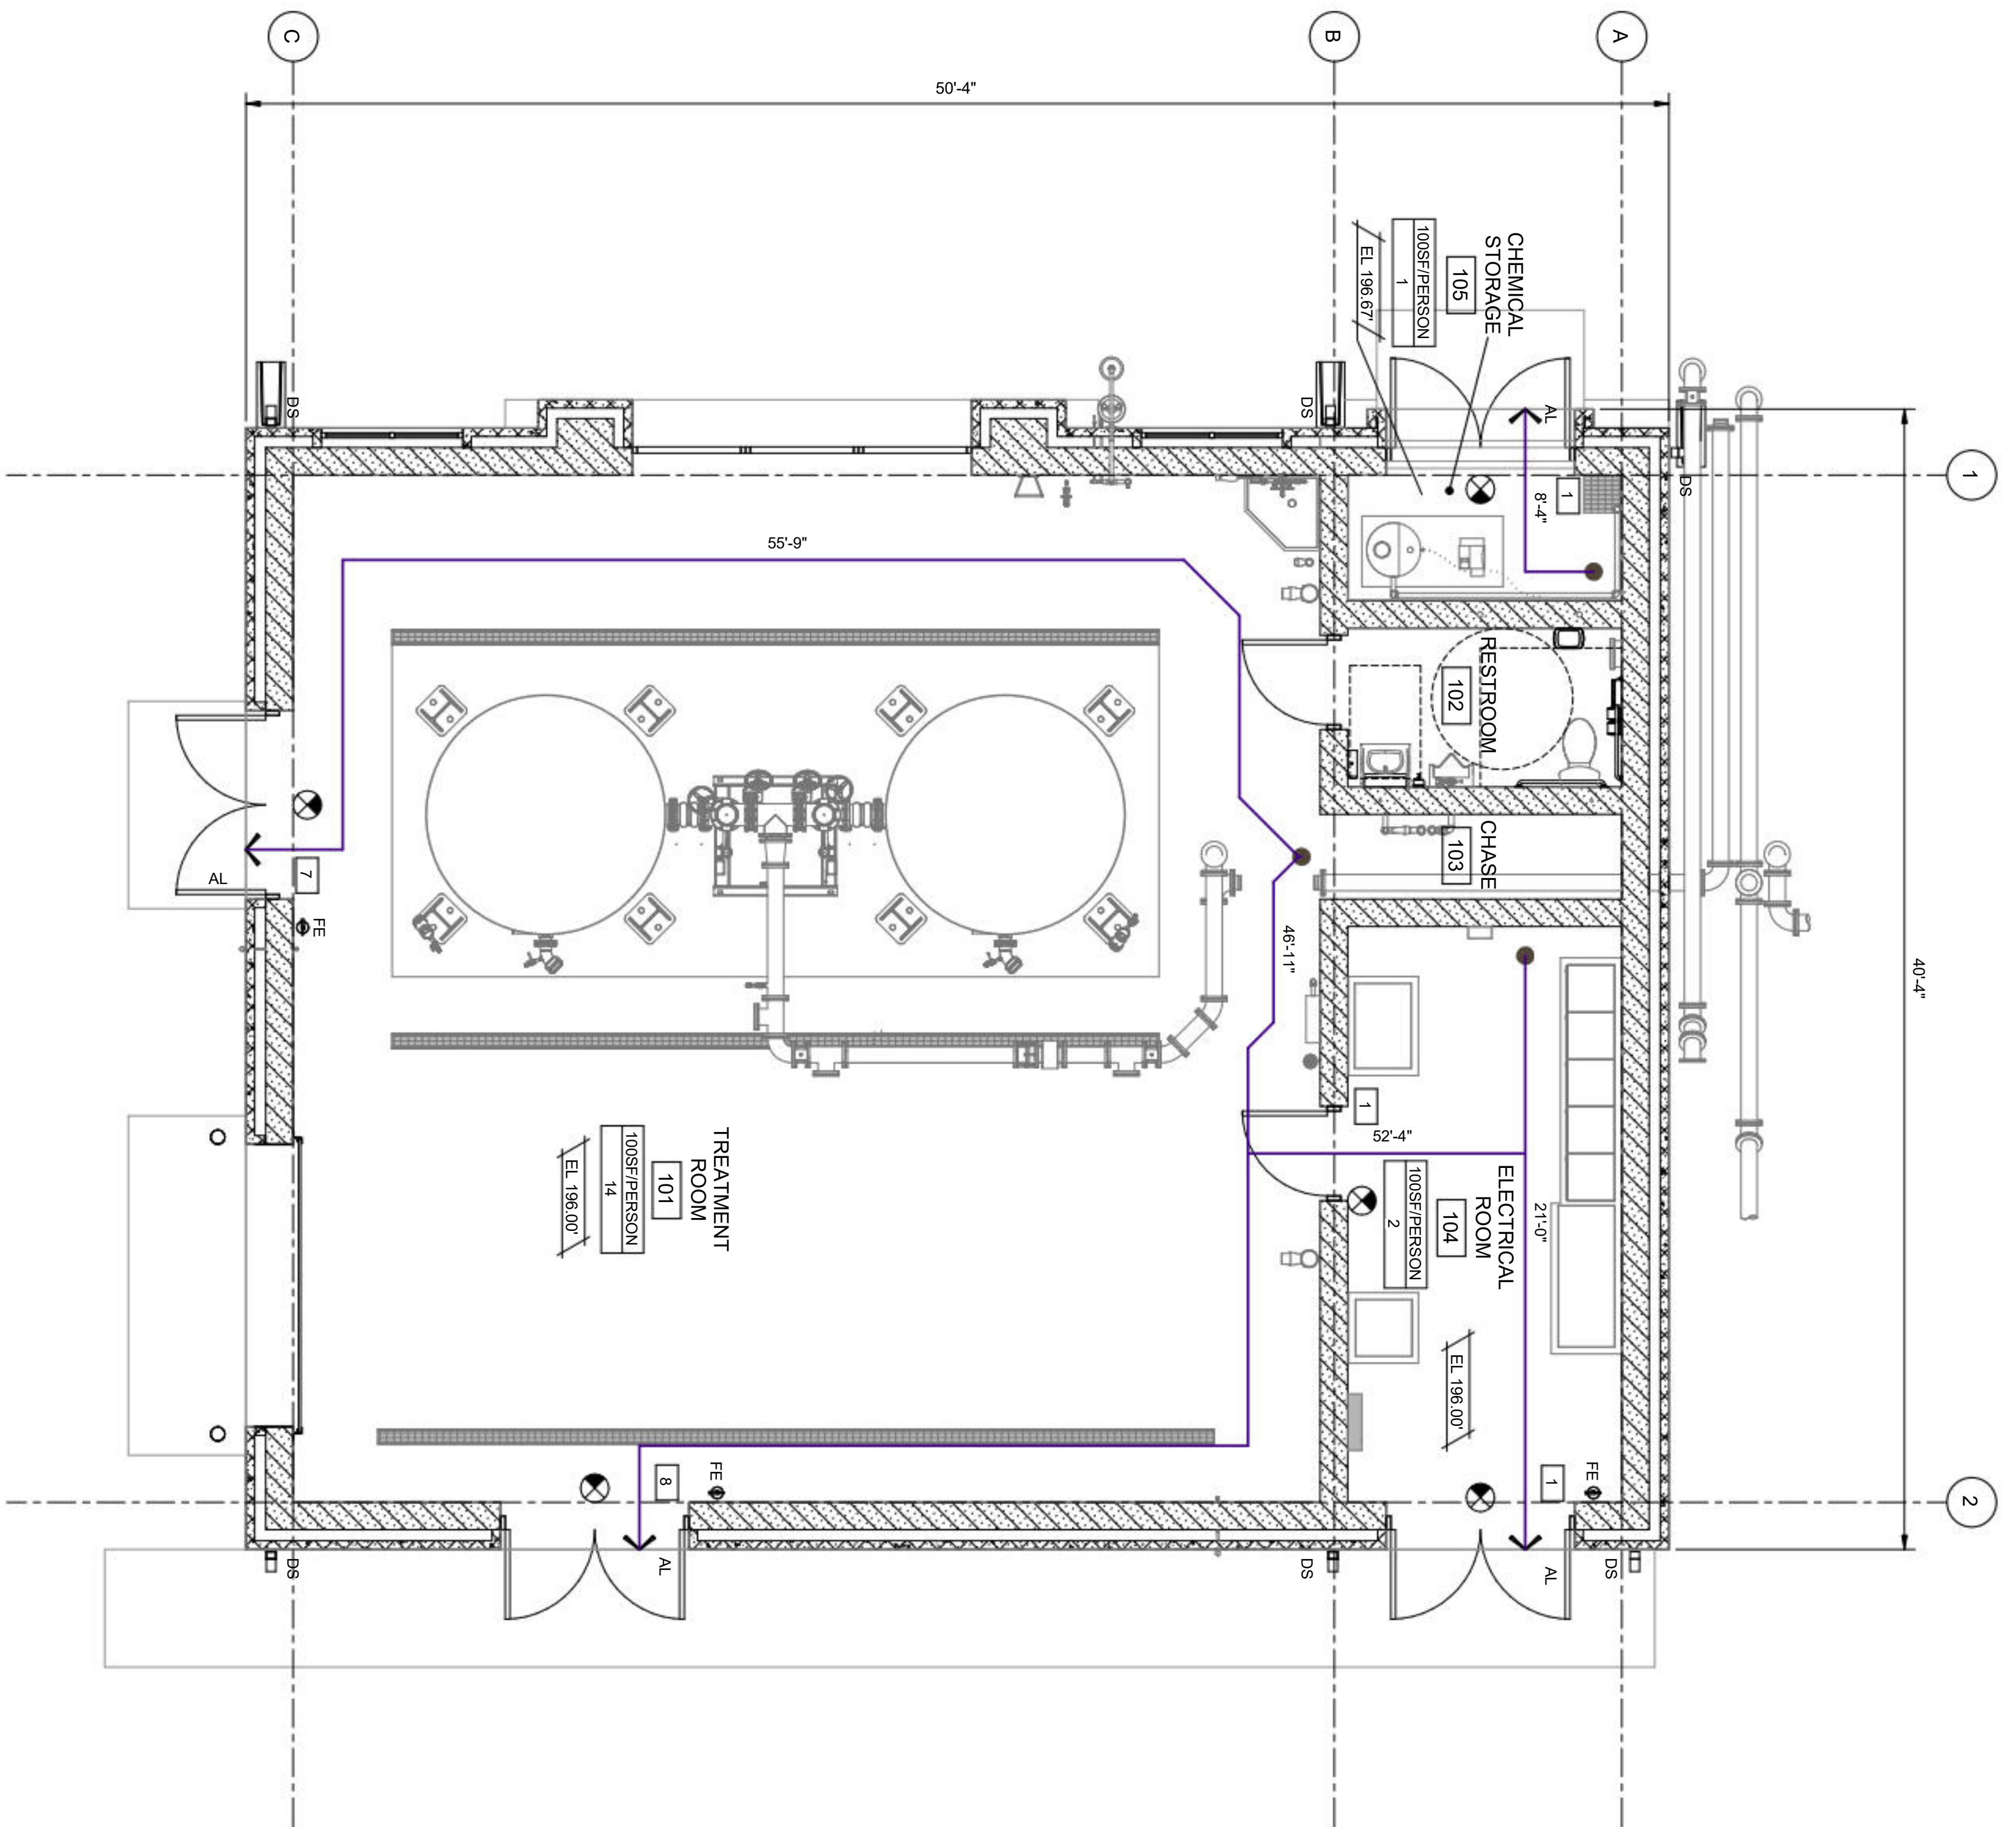 C
B
A
50'-4"
CHEMICAL
STORAGE
105
100SF/PERSON
1
EL 196.67'
DS
DS
AL
1
8'-4"
DS
1
55'-9"
RESTROOM
102
CHASE
103
7
AL
FE
46'-11"
40'-4"
1
52'-4"
TREATMENT
ROOM
101
100SF/PERSON
14
EL 196.00'
ELECTRICAL
ROOM
104
100SF/PERSON
2
21'-0"
EL 196.00'
8
FE
1
FE
2
DS
AL
DS
AL
DS